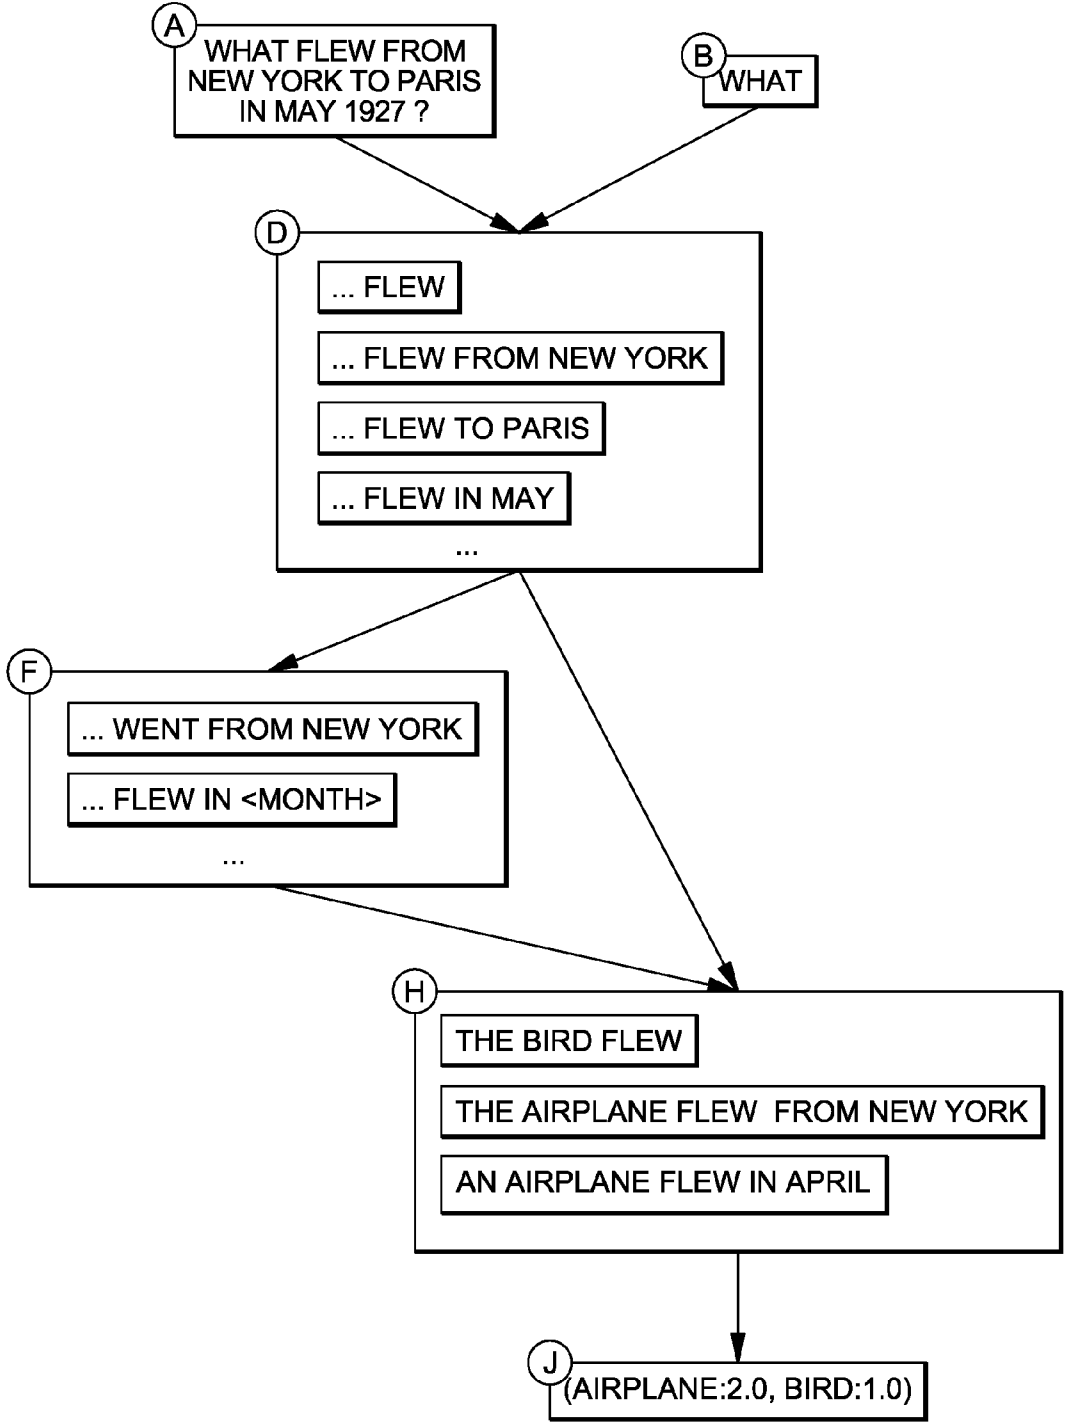 A
WHAT FLEW FROM
NEW YORK TO PARIS
IN MAY 1927 ?
B
WHAT
D
... FLEW
... FLEW FROM NEW YORK
... FLEW TO PARIS
... FLEW IN MAY
...
F
... WENT FROM NEW YORK
... FLEW IN <MONTH>
...
H
THE BIRD FLEW
THE AIRPLANE FLEW FROM NEW YORK
AN AIRPLANE FLEW IN APRIL
J
(AIRPLANE:2.0, BIRD:1.0)